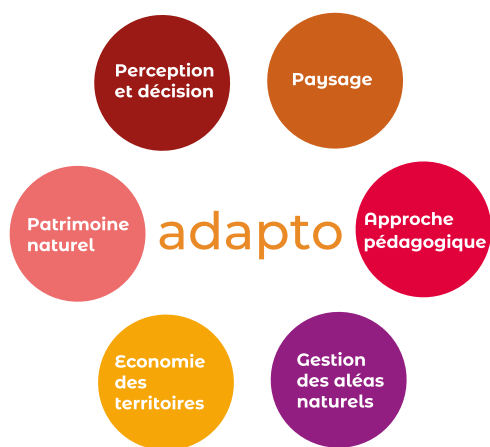 Perception
et décision
Paysage
Patrimoine
naturel
adapto
Approche
pédagogique
Economie
des
territoires
Gestion
des aléas
naturels